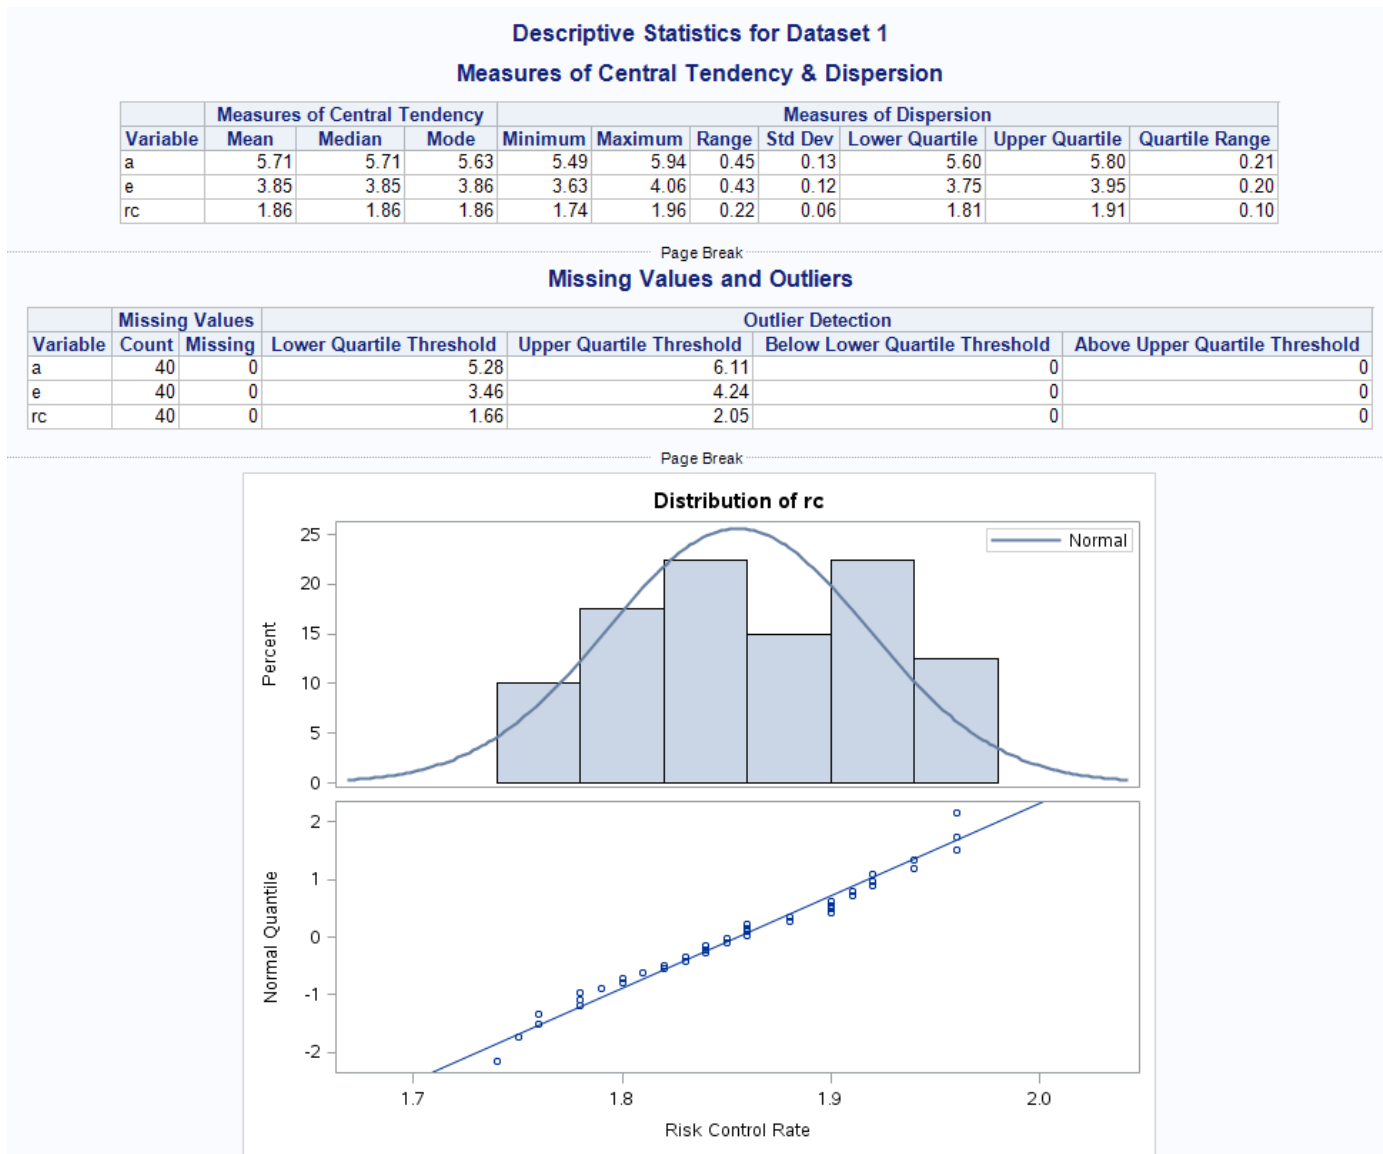 Descriptive Statistics for Dataset 1
Measures of Central Tendency & Dispersion
Measures of Central Tendency Measures of Dispersion
Variable Mean Median Mode Minimum Maximum Range Std Dev Lower Quartile Upper Quartile Quartile Range
a 5.71 5.71 5.63 5.49 5.94 0.45 0.13 5.60 5.80 0.21
e 3.85 3.85 3.86 3.63 4.06 0.43 0.12 3.75 3.95 0.20
rc 1.86 1.86 1.86 1.74 1.96 0.22 0.06 1.81 1.91 0.10
Page Break
Missing Values and Outliers
Missing Values Outlier Detection
Variable Count Missing Lower Quartile Threshold Upper Quartile Threshold Below Lower Quartile Threshold Above Upper Quartile Threshold
a 40 0 5.28 6.11 0 0
e 40 0 3.46 4.24 0 0
rc 40 0 1.66 2.05 0 0
Page Break
Distribution of rc
Normal
25
20
15
10
5
0
Percent
2
1
0
-1
-2
Normal Quantile
1.7 1.8 1.9 2.0
Risk Control Rate